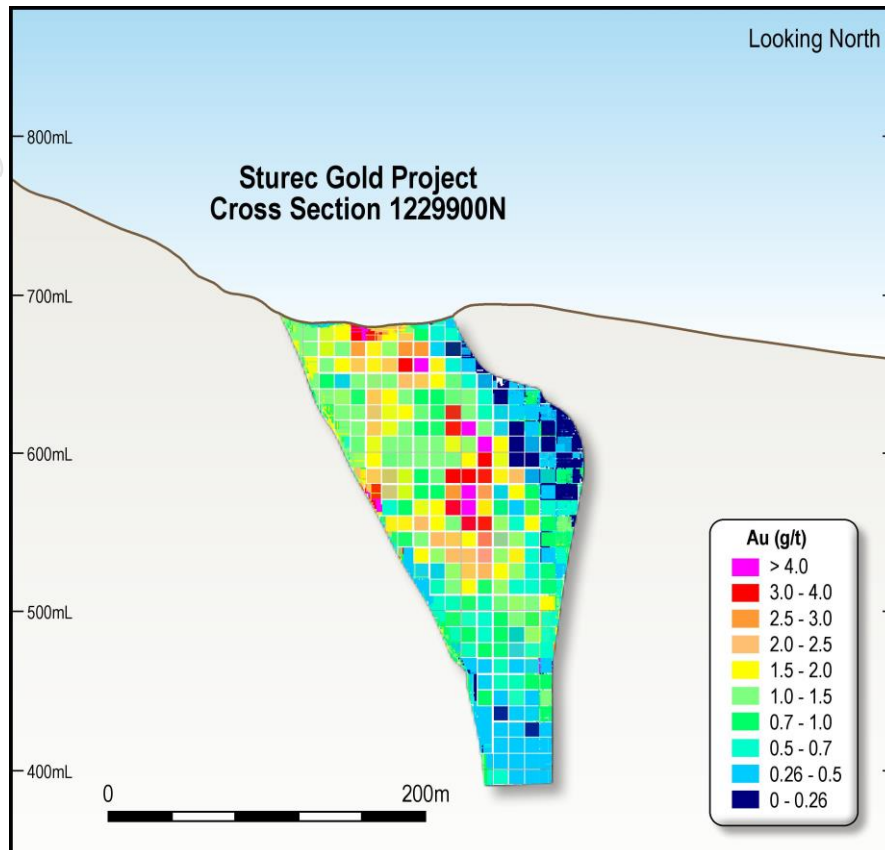 Looking North
800mL
Sturec Gold Project
Cross Section 1229900N
700mL
600mL
500mL
400mL
Au (g/t)
> 4.0
3.0 - 4.0
2.5 - 3.0
2.0 - 2.5
1.5 - 2.0
1.0 - 1.5
0.7 - 1.0
0.5 - 0.7
0.26 - 0.5
0 - 0.26
0 200m